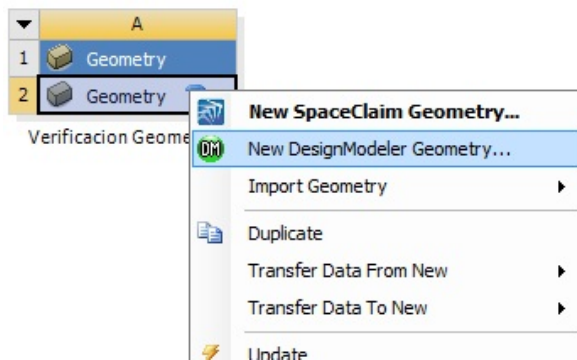 A
1 Geometry
2 Geometry
Verificacion Geome
New SpaceClaim Geometry...
DM New DesignModeler Geometry...
Import Geometry
Duplicate
Transfer Data From New
Transfer Data To New
Update